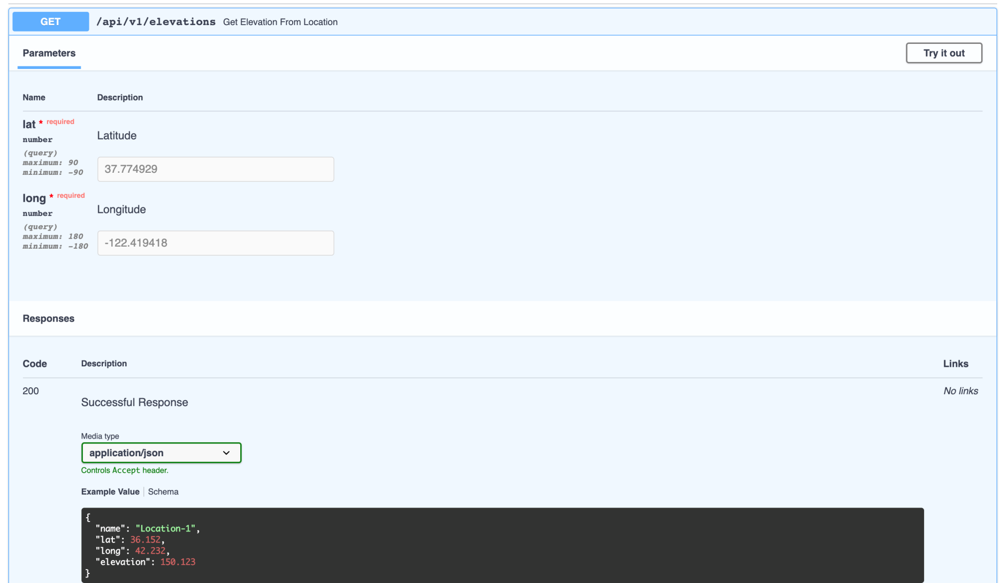 GET /api/v1/elevations Get Elevation From Location
Parameters
Try it out
Name Description
lat * required
number
(query)
maximum: 90
minimum: -90
Latitude
37.774929
long * required
number
(query)
maximum: 180
minimum: -180
Longitude
-122.419418
Responses
Code Description Links
200
Successful Response
No links
Media type
application/json
Controls Accept header.
Example Value Schema
{
  "name": "Location-1",
  "lat": 36.152,
  "long": 42.232,
  "elevation": 150.123
}